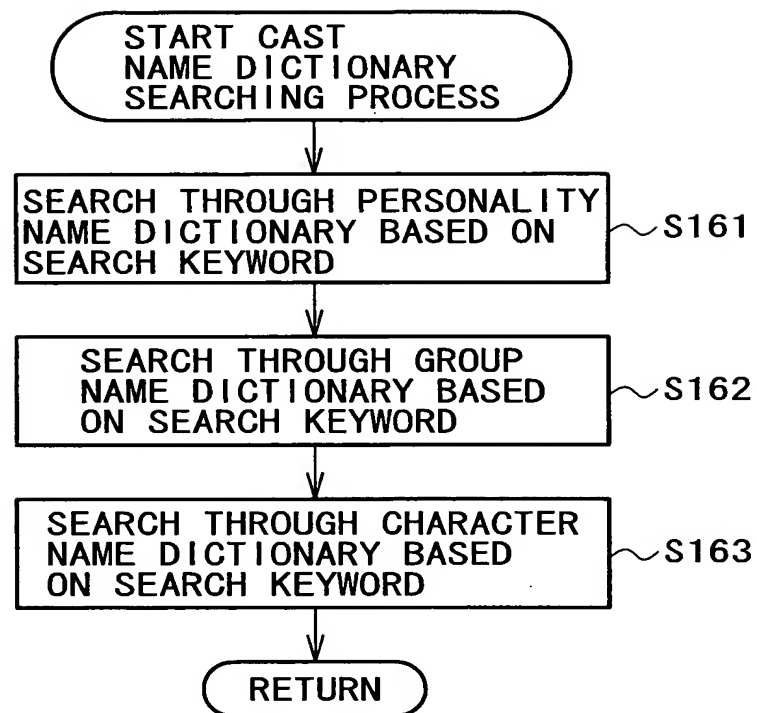 START CAST
NAME DICTIONARY
SEARCHING PROCESS
SEARCH THROUGH PERSONALITY
NAME DICTIONARY BASED ON
SEARCH KEYWORD
S161
SEARCH THROUGH GROUP
NAME DICTIONARY BASED
ON SEARCH KEYWORD
S162
SEARCH THROUGH CHARACTER
NAME DICTIONARY BASED
ON SEARCH KEYWORD
S163
RETURN